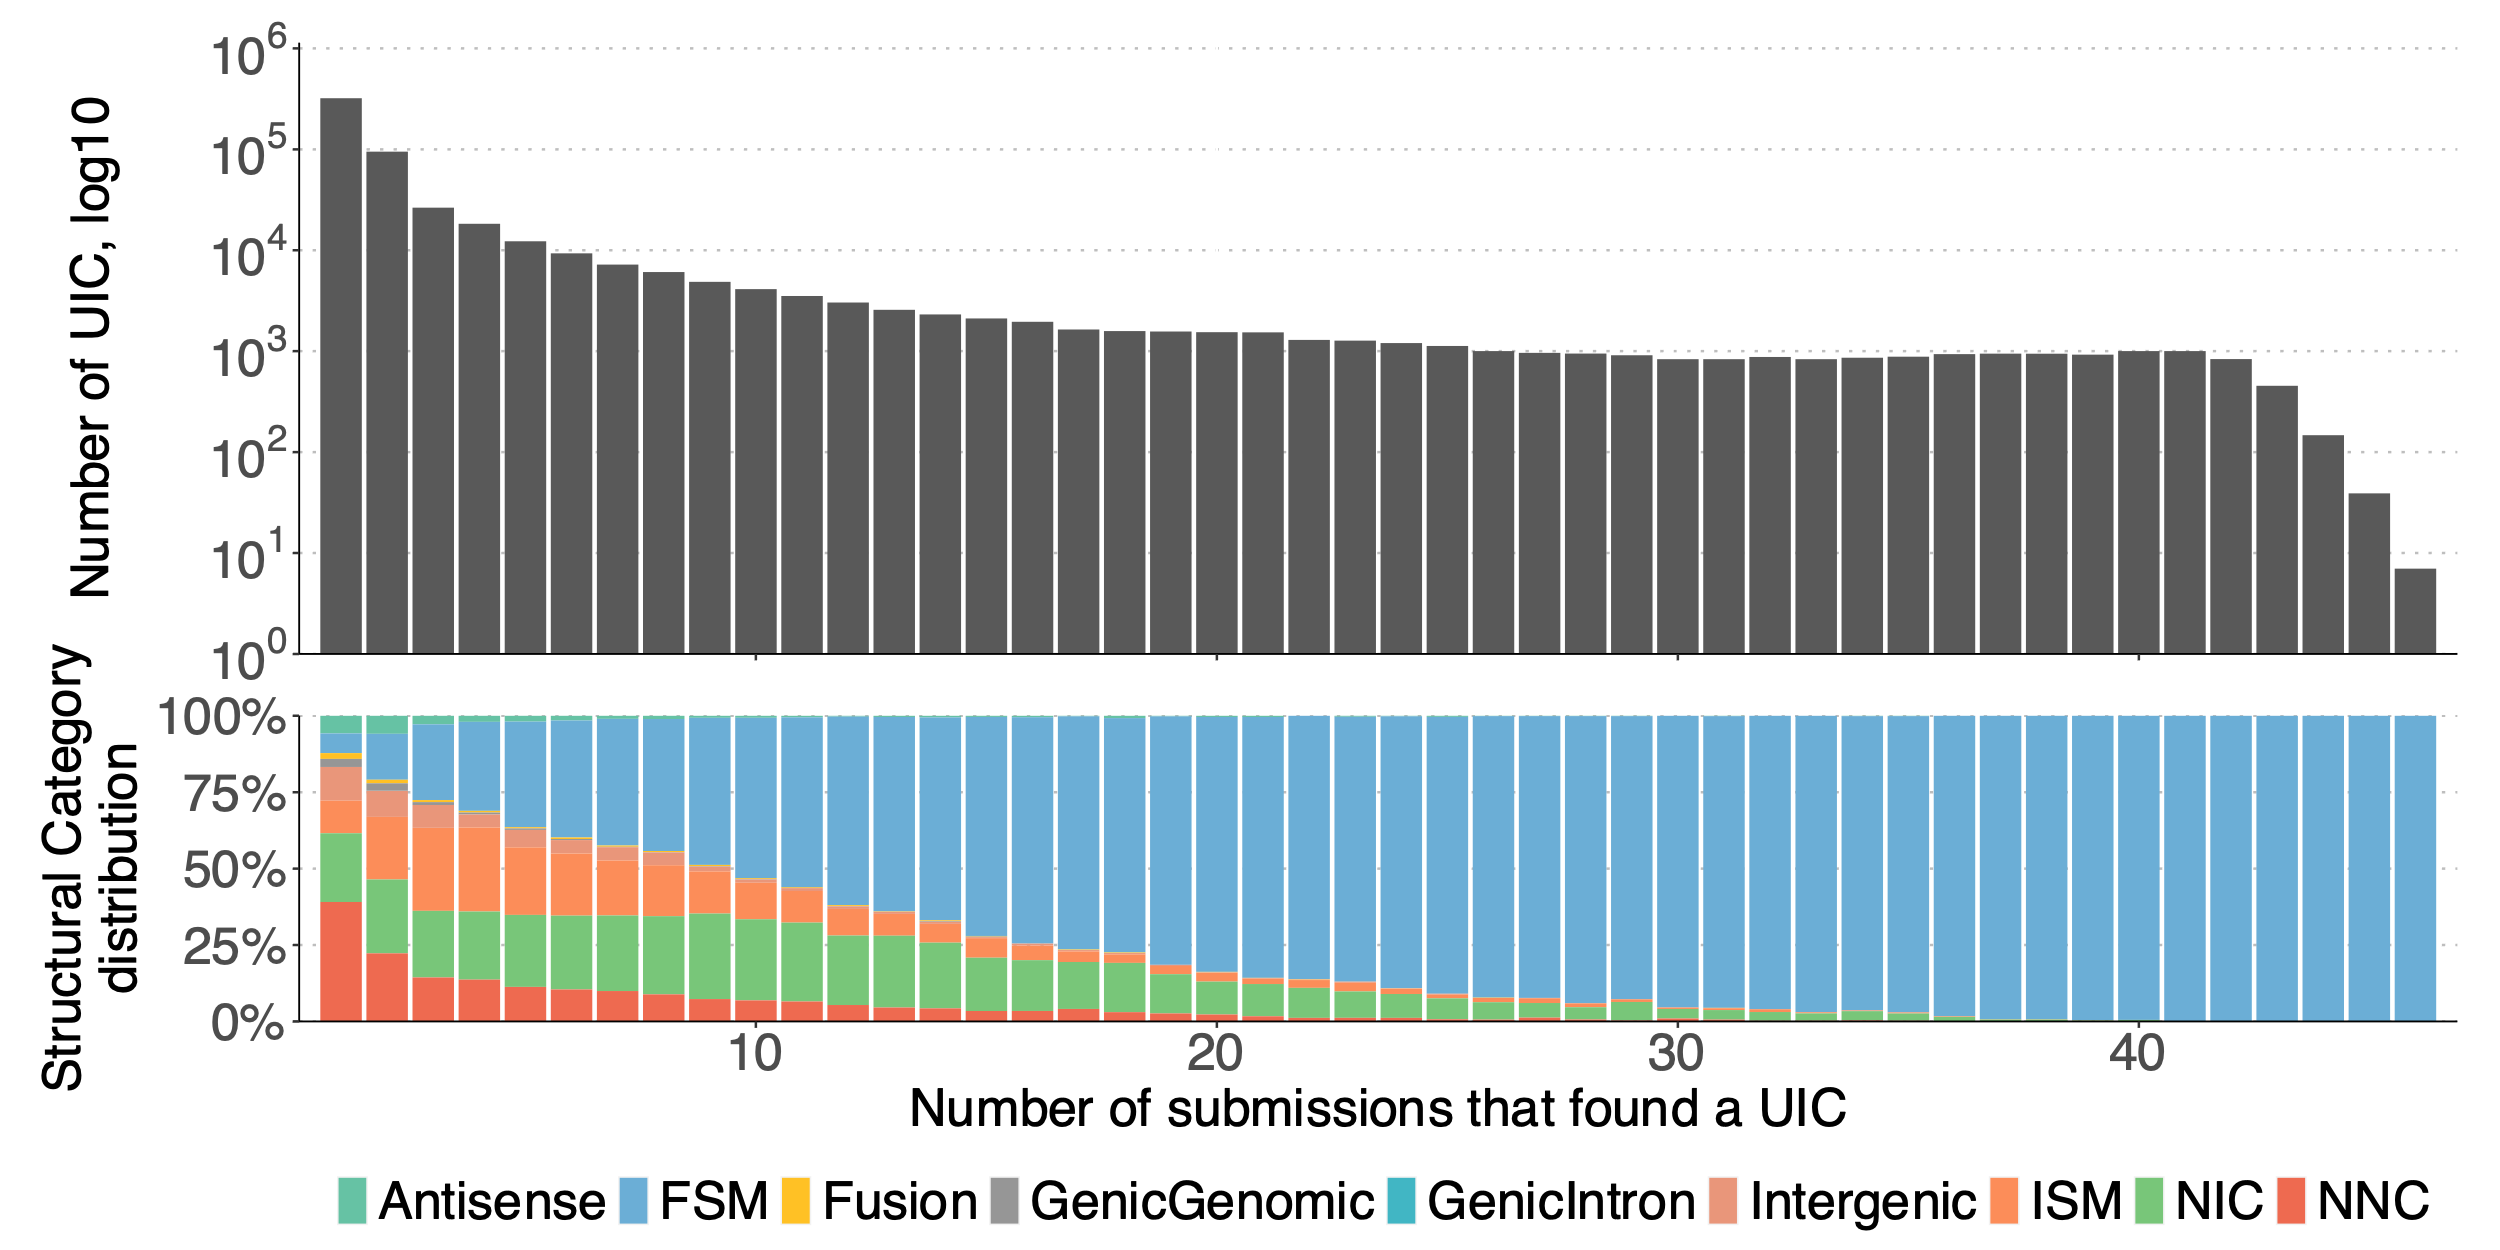 Number of UIC, log10
10^6
10^5
10^4
10^3
10^2
10^1
10^0
Structural Category
distribution
100%
75%
50%
25%
0%
10 20 30 40
Number of submissions that found a UIC
Antisense FSM Fusion GenicGenomic GenicIntron Intergenic ISM NIC NNC